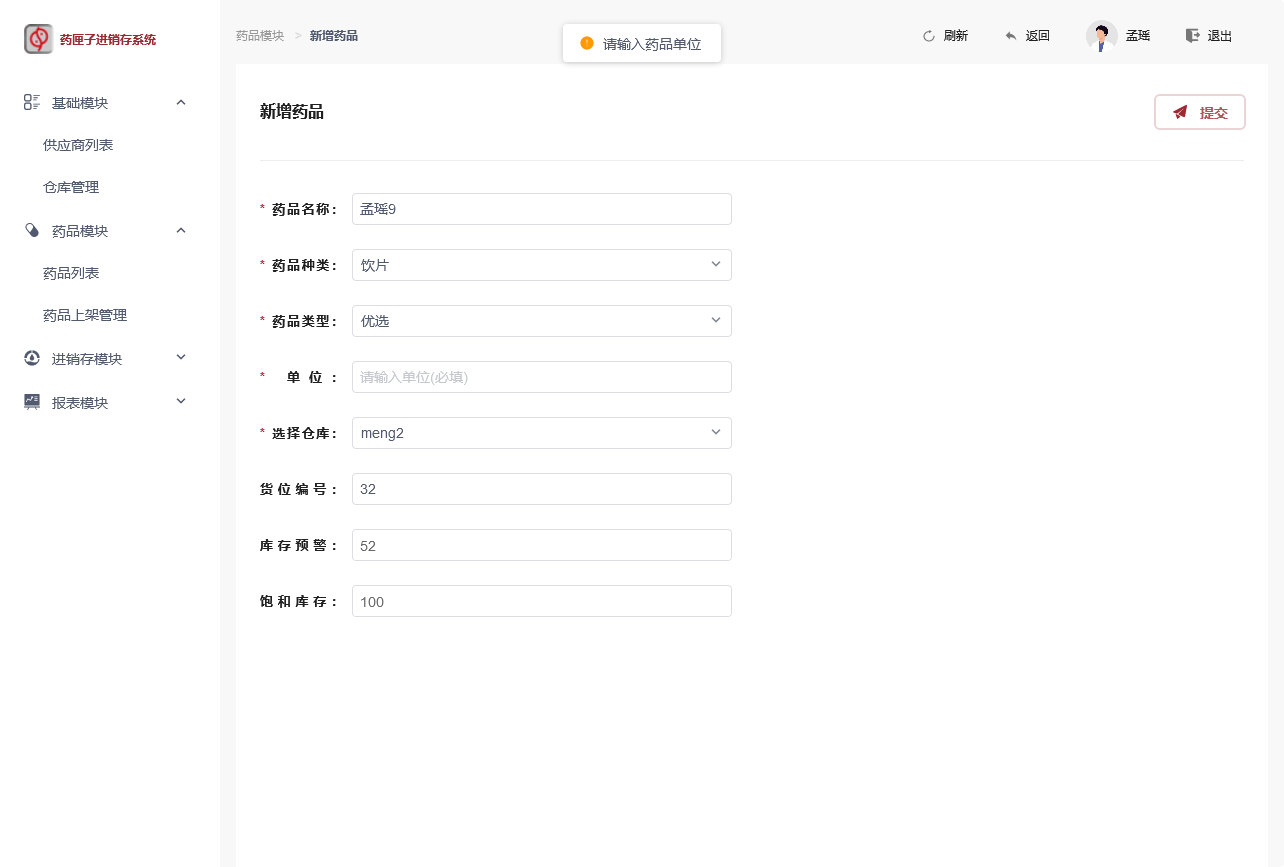 药匣子进销存系统
药品模块 > 新增药品
请输入药品单位
刷新
返回
孟瑶
退出
基础模块
供应商列表
仓库管理
药品模块
药品列表
药品上架管理
进销存模块
报表模块
新增药品
提交
* 药品名称: 孟瑶9
* 药品种类: 饮片
* 药品类型: 优选
* 单位: 请输入单位(必填)
* 选择仓库: meng2
货位编号: 32
库存预警: 52
饱和库存: 100